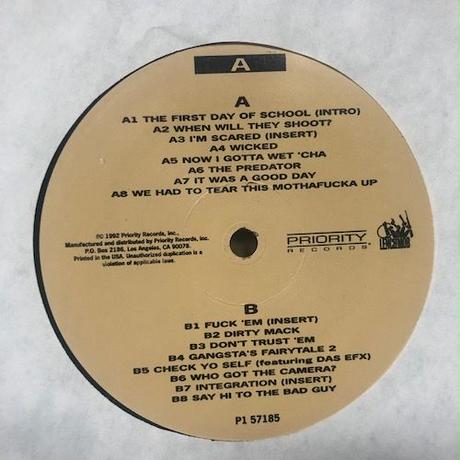 A
A
A1 THE FIRST DAY OF SCHOOL (INTRO)
A2 WHEN WILL THEY SHOOT?
A3 I'M SCARED (INSERT)
A4 WICKED
A5 NOW I GOTTA WET 'CHA
A6 THE PREDATOR
A7 IT WAS A GOOD DAY
A8 WE HAD TO TEAR THIS MOTHAFUCKA UP
℗© 1992 Priority Records, Inc.,
Manufactured and distributed by Priority Records, Inc.
P.O. Box 2186, Los Angeles, CA 90078.
Printed in the USA. Unauthorized duplication is a
violation of applicable laws.
PRIORITY
RECORDS
LENCH MOB
B
B1 FUCK 'EM (INSERT)
B2 DIRTY MACK
B3 DON'T TRUST 'EM
B4 GANGSTA'S FAIRYTALE 2
B5 CHECK YO SELF (featuring DAS EFX)
B6 WHO GOT THE CAMERA?
B7 INTEGRATION (INSERT)
B8 SAY HI TO THE BAD GUY
P1 57185